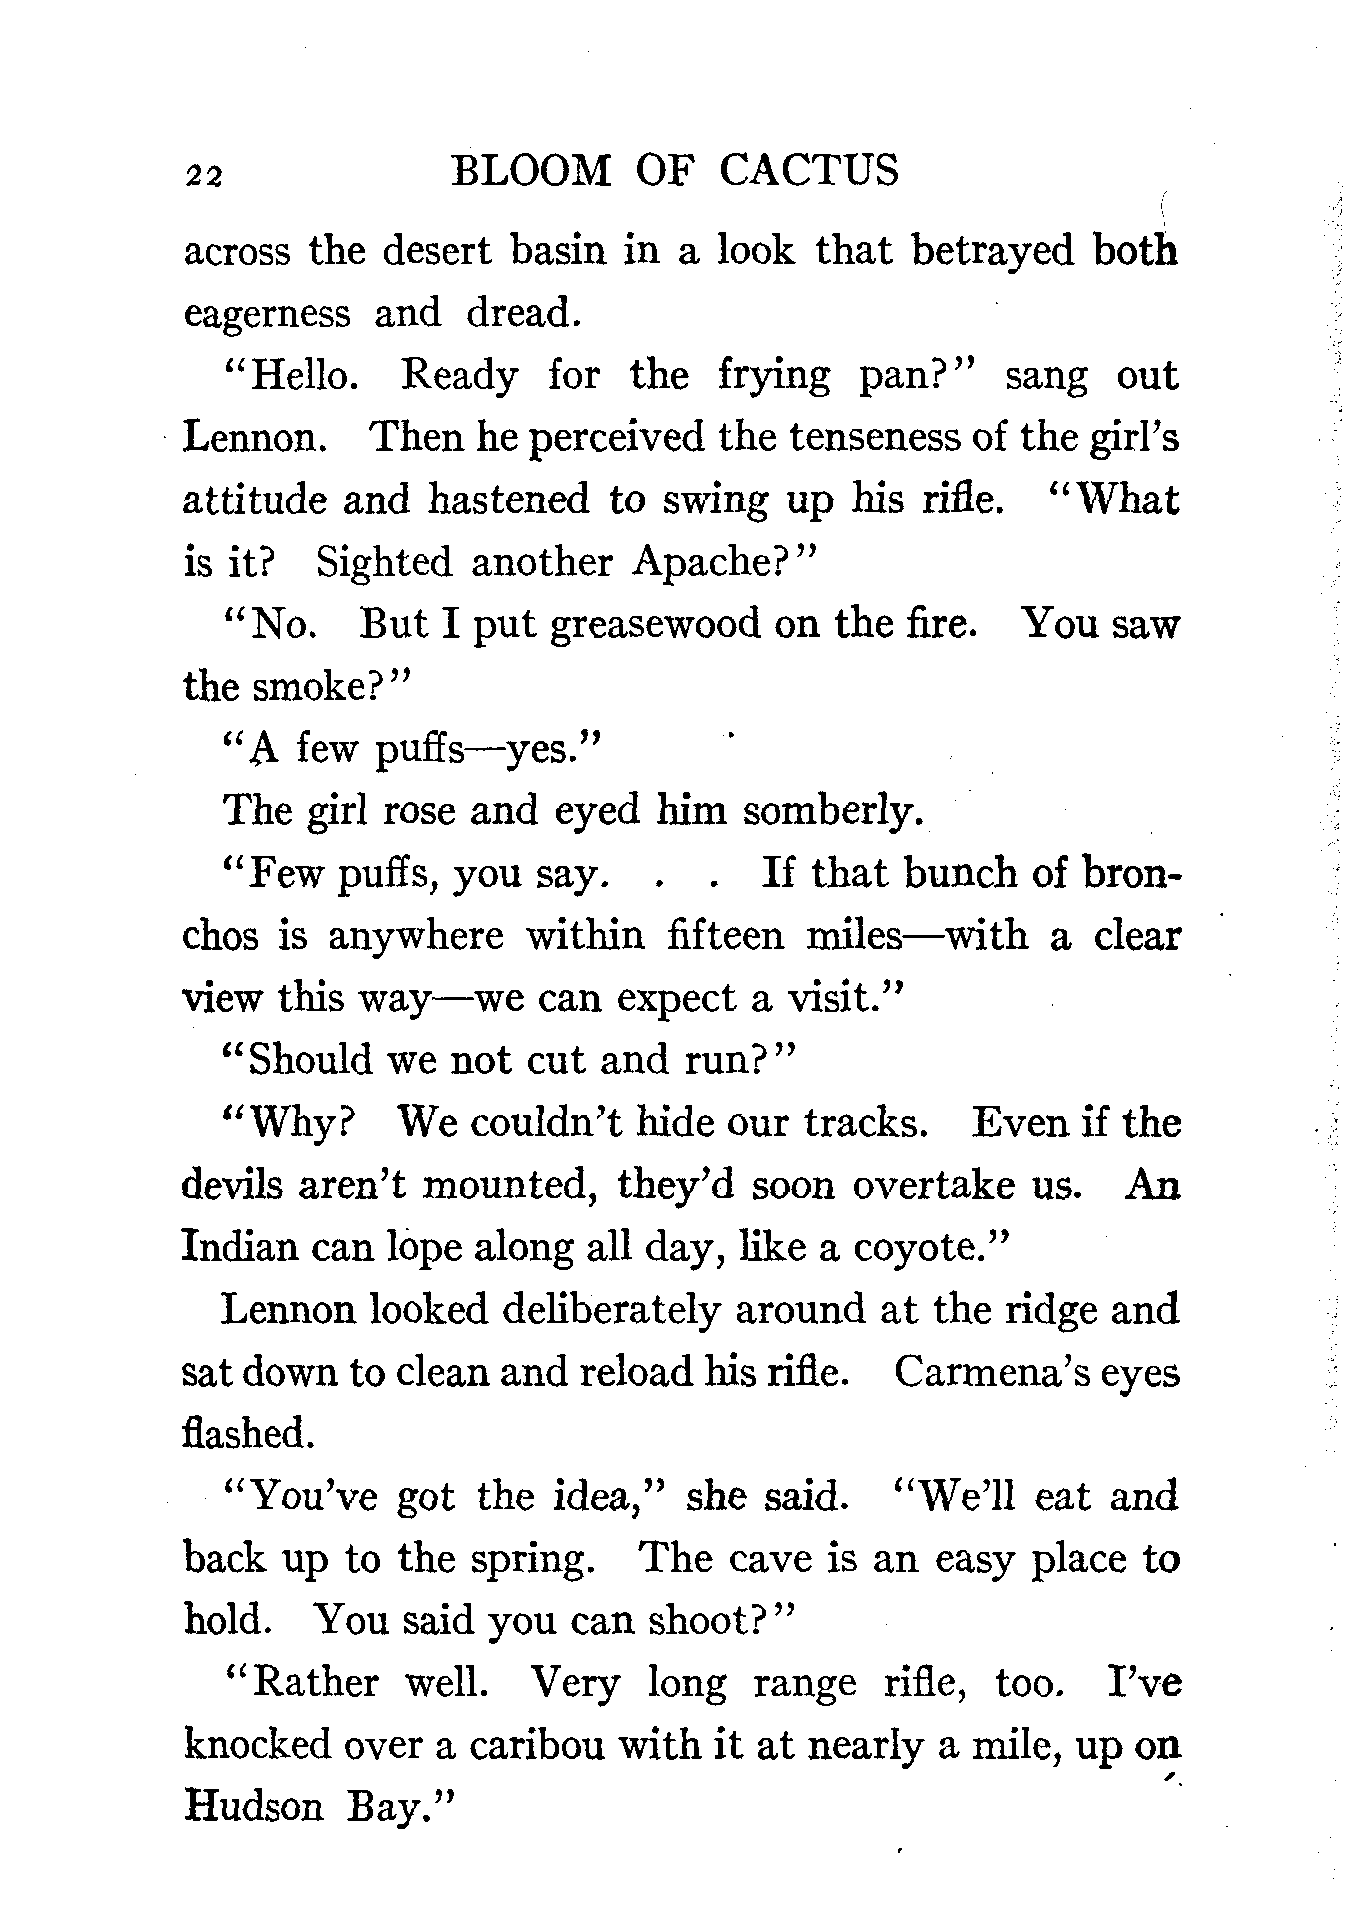 22 BLOOM OF CACTUS
across the desert basin in a look that betrayed both
eagerness and dread.
"Hello. Ready for the frying pan?" sang out
Lennon. Then he perceived the tenseness of the girl's
attitude and hastened to swing up his rifle. "What
is it? Sighted another Apache?"
"No. But I put greasewood on the fire. You saw
the smoke?"
"A few puffs—yes."
The girl rose and eyed him somberly.
"Few puffs, you say. . . If that bunch of bron-
chos is anywhere within fifteen miles—with a clear
view this way—we can expect a visit."
"Should we not cut and run?"
"Why? We couldn't hide our tracks. Even if the
devils aren't mounted, they'd soon overtake us. An
Indian can lope along all day, like a coyote."
Lennon looked deliberately around at the ridge and
sat down to clean and reload his rifle. Carmena's eyes
flashed.
"You've got the idea," she said. "We'll eat and
back up to the spring. The cave is an easy place to
hold. You said you can shoot?"
"Rather well. Very long range rifle, too. I've
knocked over a caribou with it at nearly a mile, up on
Hudson Bay."